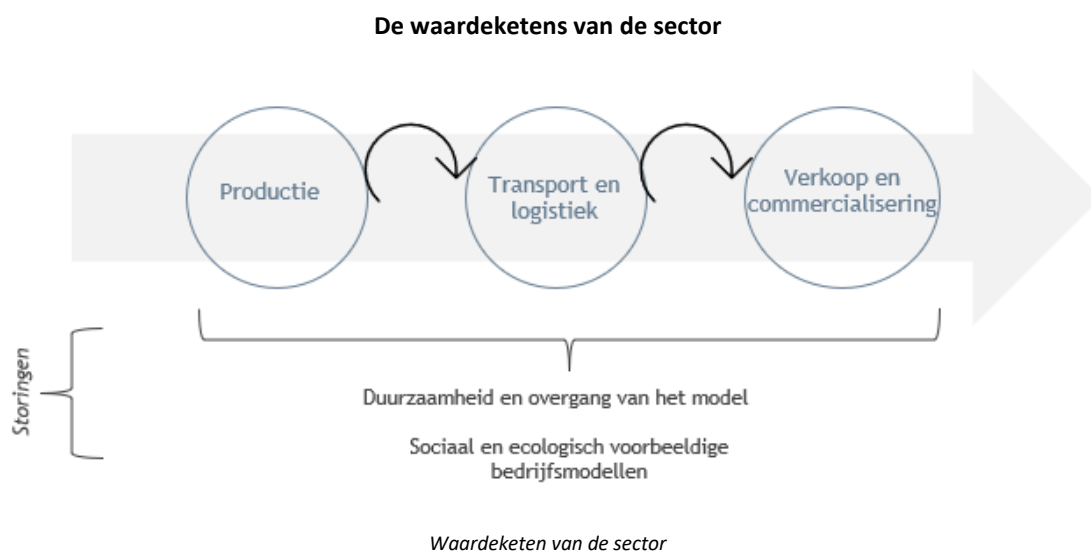 De waardeketens van de sector
Productie
Transport en
logistiek
Verkoop en
commercialisering
Storingen
Duurzaamheid en overgang van het model
Sociaal en ecologisch voorbeeldige
bedrijfsmodellen
Waardeketen van de sector